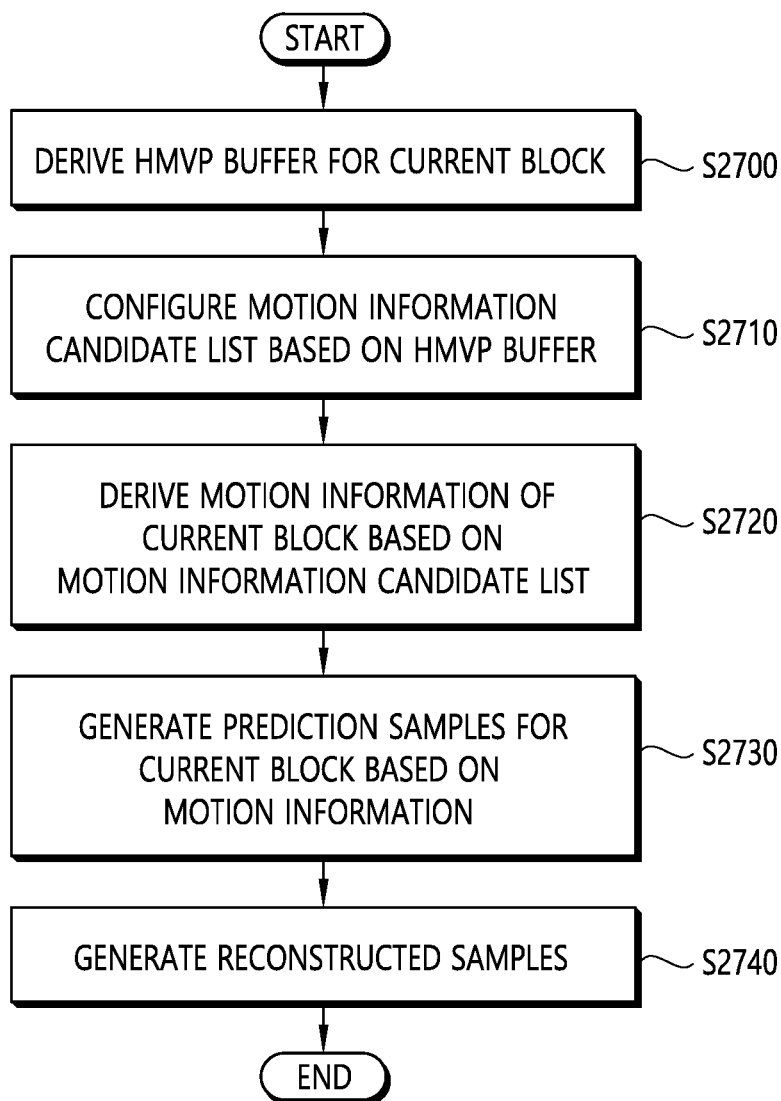 START
DERIVE HMVP BUFFER FOR CURRENT BLOCK
S2700
CONFIGURE MOTION INFORMATION
CANDIDATE LIST BASED ON HMVP BUFFER
S2710
DERIVE MOTION INFORMATION OF
CURRENT BLOCK BASED ON
MOTION INFORMATION CANDIDATE LIST
S2720
GENERATE PREDICTION SAMPLES FOR
CURRENT BLOCK BASED ON
MOTION INFORMATION
S2730
GENERATE RECONSTRUCTED SAMPLES
S2740
END